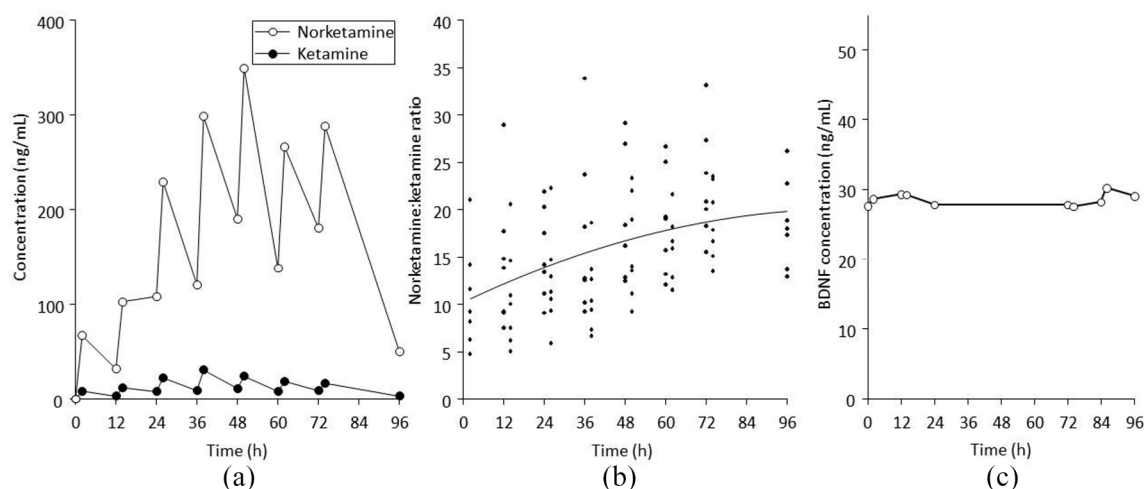 Concentration (ng/mL)
400
300
200
100
0
Norketamine
Ketamine
0 12 24 36 48 60 72 84 96
Time (h)
(a)
Norketamine:ketamine ratio
40
35
30
25
20
15
10
5
0
0 12 24 36 48 60 72 84 96
Time (h)
(b)
BDNF concentration (ng/mL)
50
40
30
20
10
0
0 12 24 36 48 60 72 84 96
Time (h)
(c)